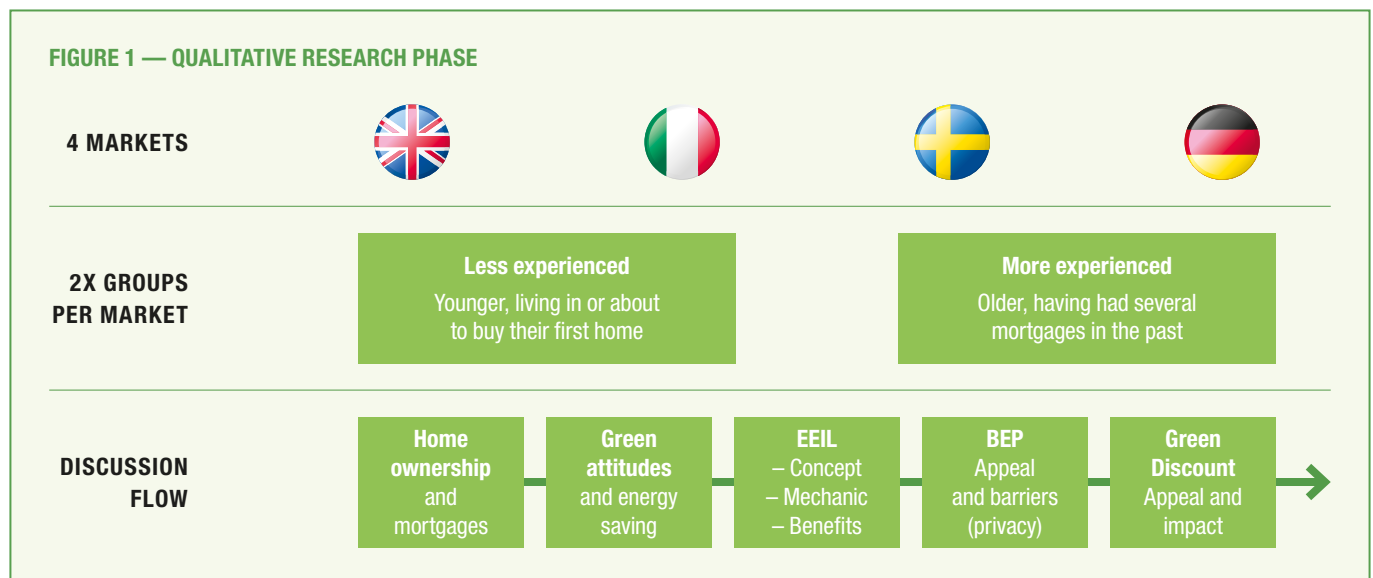 FIGURE 1 — QUALITATIVE RESEARCH PHASE
4 MARKETS
2X GROUPS
PER MARKET
Less experienced
Younger, living in or about
to buy their first home
More experienced
Older, having had several
mortgages in the past
DISCUSSION
FLOW
Home
ownership
and
mortgages
Green
attitudes
and energy
saving
EEIL
– Concept
– Mechanic
– Benefits
BEP
Appeal
and barriers
(privacy)
Green
Discount
Appeal and
impact